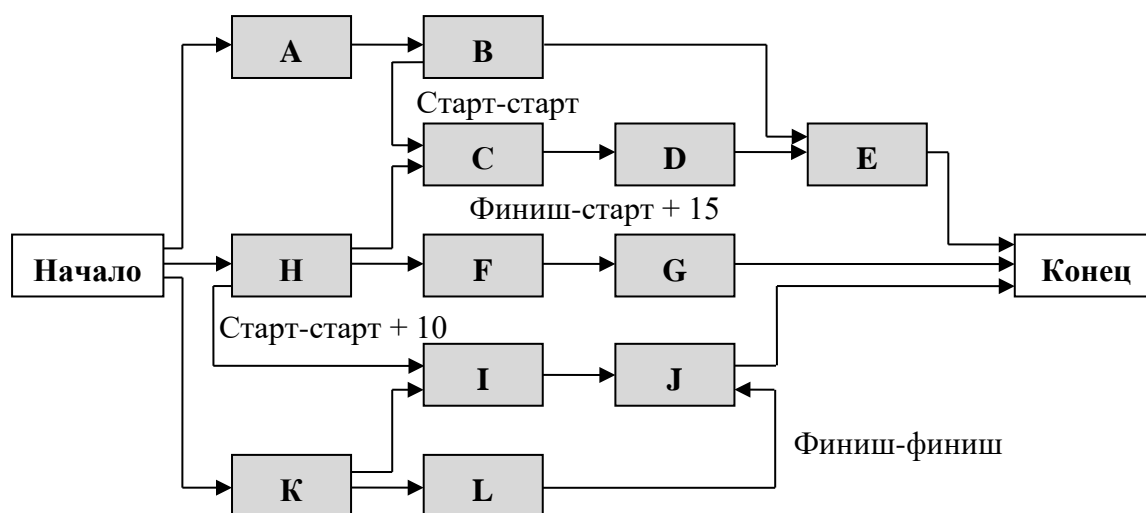 A B
Старт-старт
C D E
Финиш-старт + 15
Начало H F G Конец
Старт-старт + 10
I J
Финиш-финиш
К L